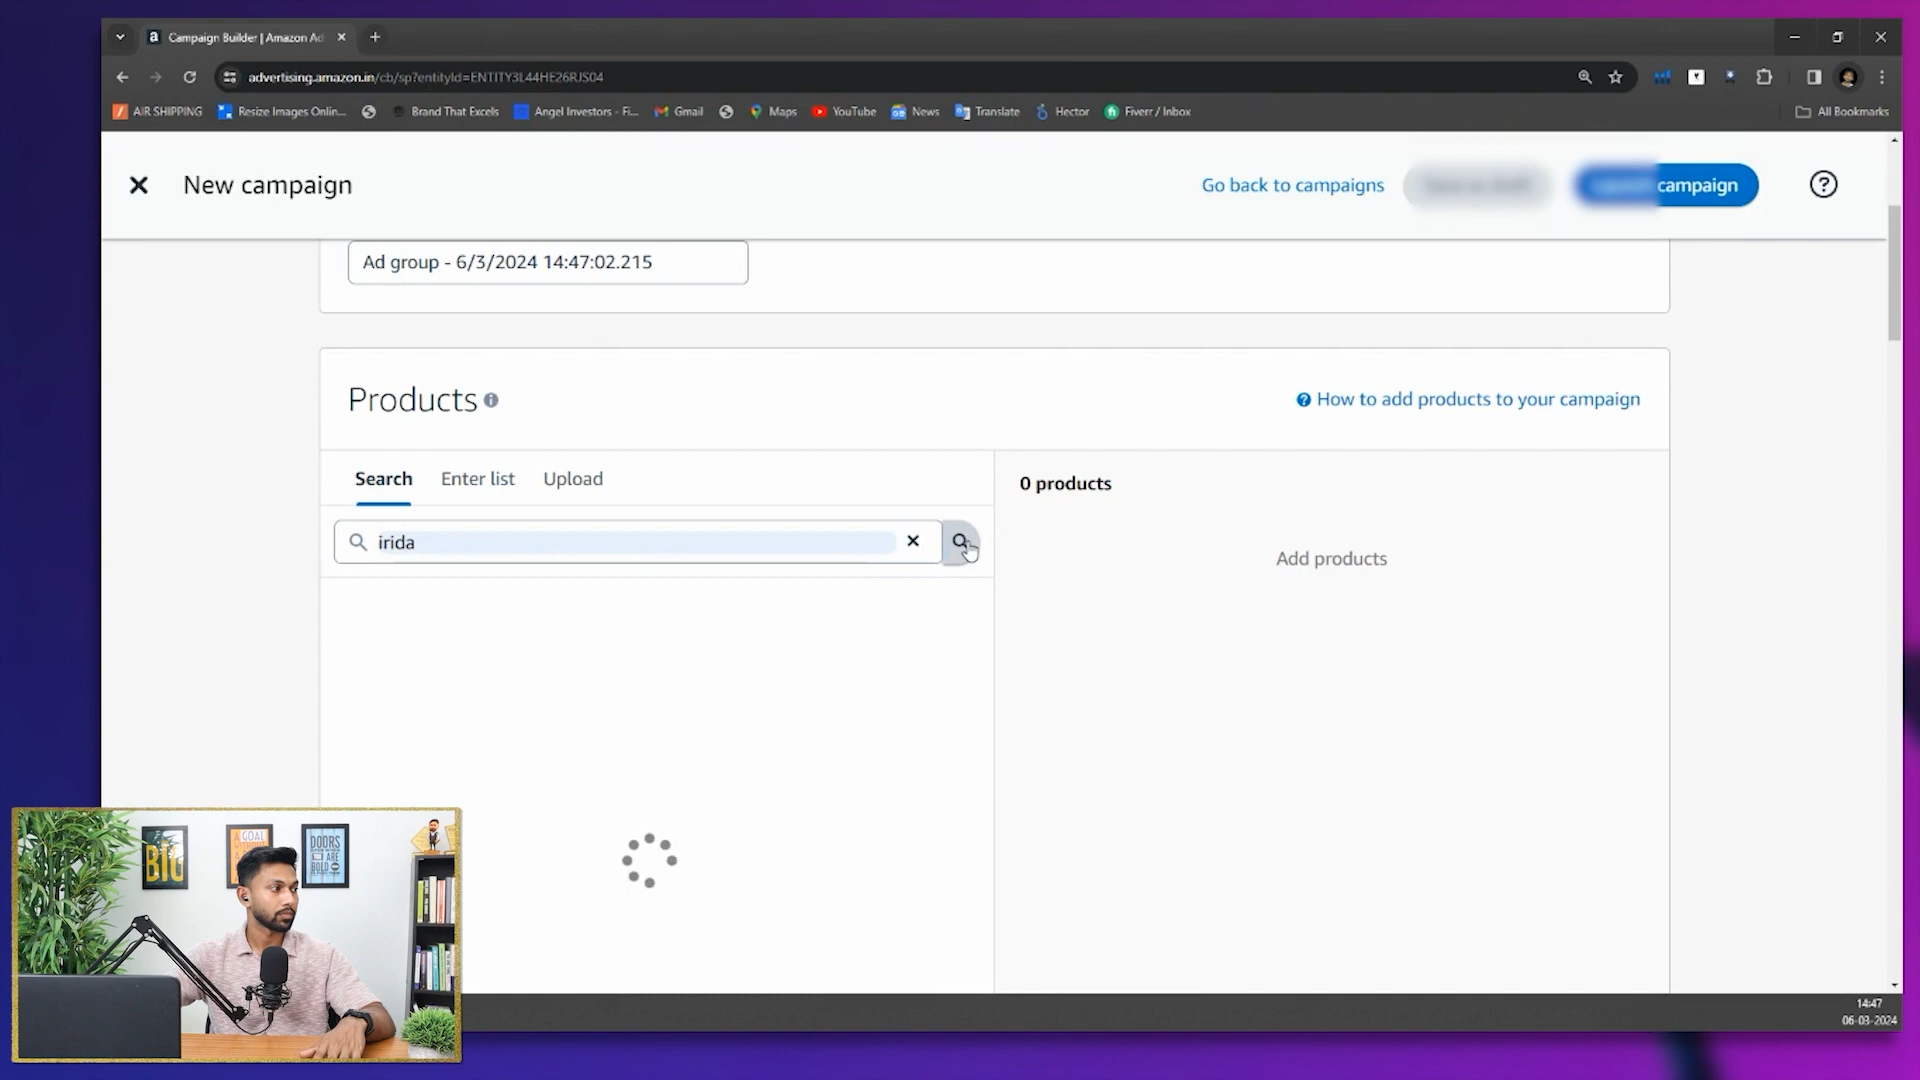 Campaign Builder | Amazon Ad
advertising.amazon.in/cb/sp?entityId=ENTITY3L44HE26RJS04
AIR SHIPPING
Resize Images Onlin...
Brand That Excels
Angel Investors - Fi...
Gmail
Maps
YouTube
News
Translate
Hector
Fiverr / Inbox
All Bookmarks
New campaign
Go back to campaigns
campaign
Ad group - 6/3/2024 14:47:02.215
Products
How to add products to your campaign
Search
Enter list
Upload
0 products
irida
Add products
BIG
A
GOAL
DOORS
ARE
BOLD
14:47
06-03-2024